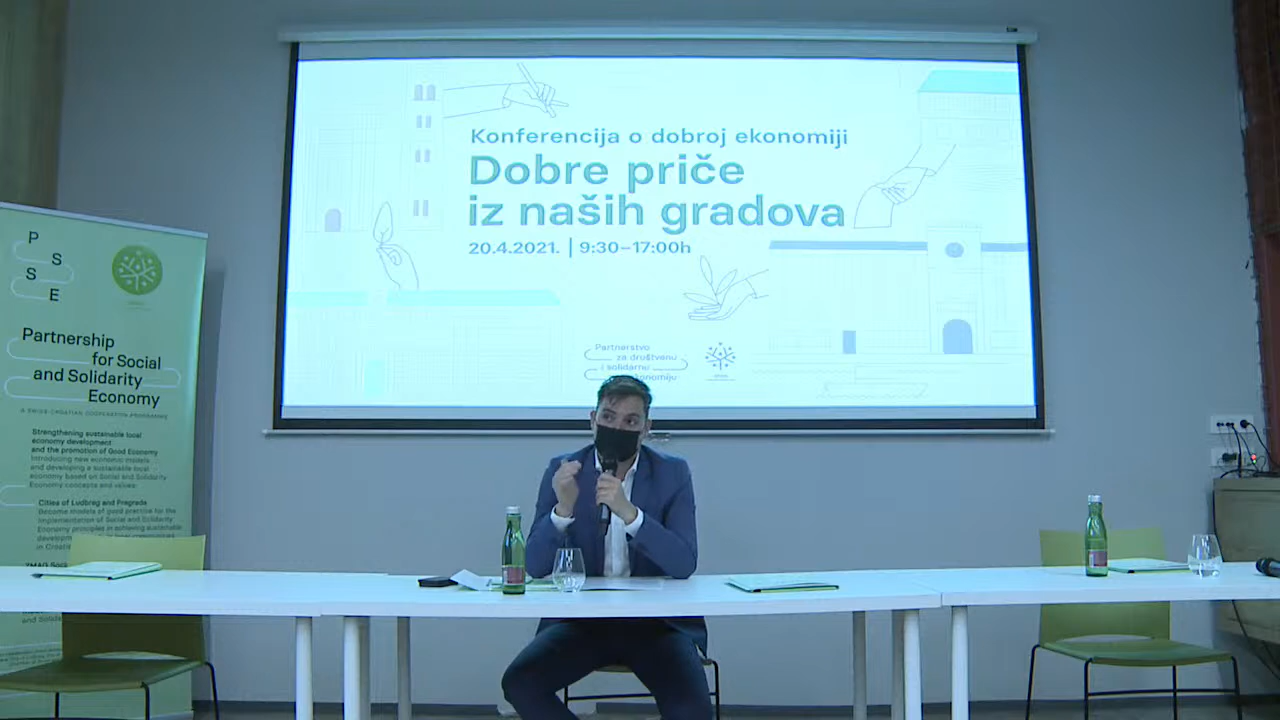 Konferencija o dobroj ekonomiji
Dobre priče
iz naših gradova
20.4.2021. | 9:30–17:00h
Partnerstvo
za društvenu
i solidarnu
ekonomiju
P
S
S
E
Partnership
for Social
and Solidarity
Economy
A SWISS-CROATIAN COOPERATION PROGRAMME
Strengthening sustainable local
economy development
and the promotion of Good Economy
Introducing new economic models
and developing a sustainable local
economy based on Social and Solidarity
Economy concepts and values.
Cities of Ludbreg and Pregrada
Become models of good practice for the
implementation of Social and Solidarity
Economy principles in achieving sustainable